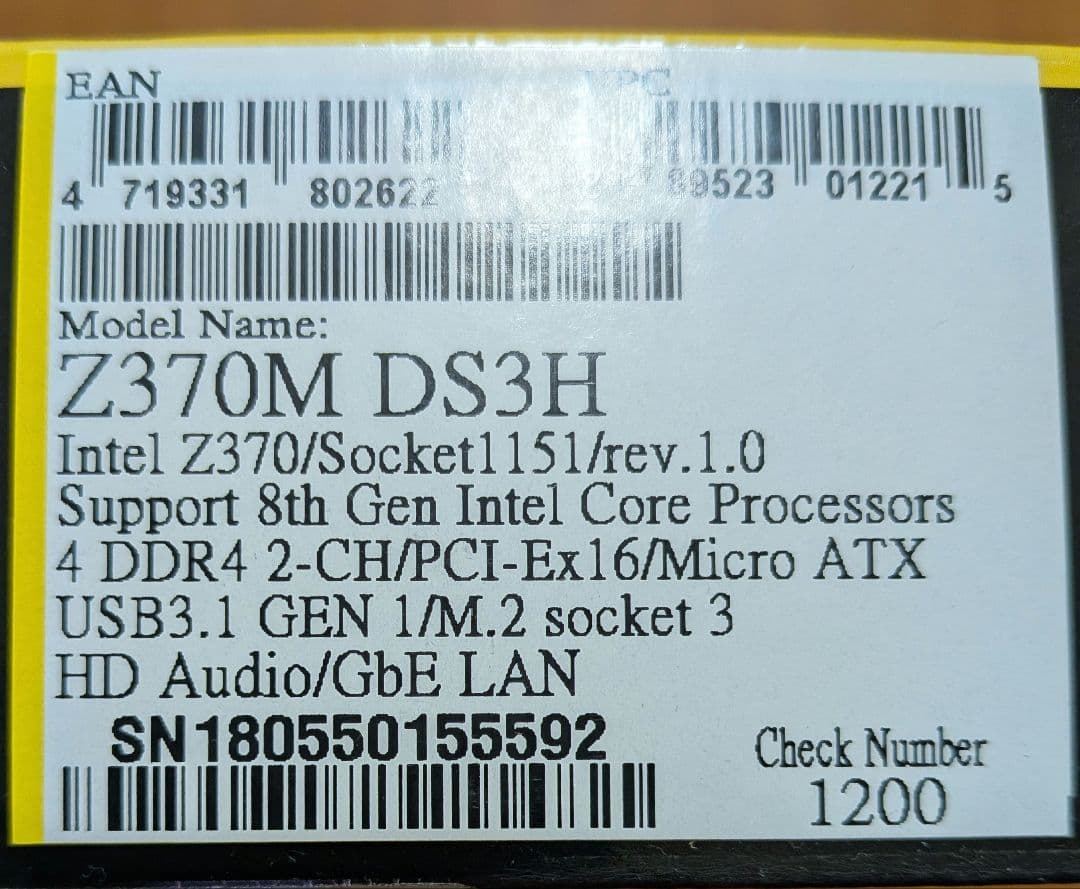 EAN
UPC
4 719331 802622
89523 01221 5
Model Name:
Z370M DS3H
Intel Z370/Socket1151/rev.1.0
Support 8th Gen Intel Core Processors
4 DDR4 2-CH/PCI-Ex16/Micro ATX
USB3.1 GEN 1/M.2 socket 3
HD Audio/GbE LAN
SN180550155592
Check Number
1200